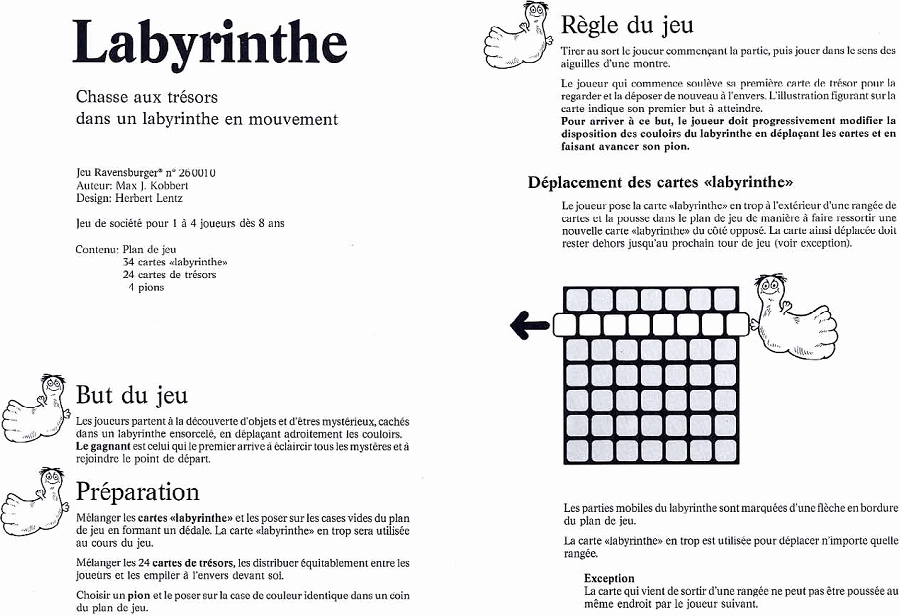 Labyrinthe
Chasse aux trésors
dans un labyrinthe en mouvement
Jeu Ravensburger® n° 260010
Auteur: Max J. Kobbert
Design: Herbert Lentz
Jeu de société pour 1 à 4 joueurs dès 8 ans
Contenu: Plan de jeu
34 cartes «labyrinthe»
24 cartes de trésors
4 pions
But du jeu
Les joueurs partent à la découverte d'objets et d'êtres mystérieux, cachés
dans un labyrinthe ensorcelé, en déplaçant adroitement les couloirs.
Le gagnant est celui qui le premier arrive à éclaircir tous les mystères et à
rejoindre le point de départ.
Préparation
Mélanger les cartes «labyrinthe» et les poser sur les cases vides du plan
de jeu en formant un dédale. La carte «labyrinthe» en trop sera utilisée
au cours du jeu.
Mélanger les 24 cartes de trésors, les distribuer équitablement entre les
joueurs et les empiler à l'envers devant soi.
Choisir un pion et le poser sur la case de couleur identique dans un coin
du plan de jeu.
Règle du jeu
Tirer au sort le joueur commençant la partie, puis jouer dans le sens des
aiguilles d'une montre.
Le joueur qui commence soulève sa première carte de trésor pour la
regarder et la déposer de nouveau à l'envers. L'illustration figurant sur la
carte indique son premier but à atteindre.
Pour arriver à ce but, le joueur doit progressivement modifier la
disposition des couloirs du labyrinthe en déplaçant les cartes et en
faisant avancer son pion.
Déplacement des cartes «labyrinthe»
Le joueur pose la carte «labyrinthe» en trop à l'extérieur d'une rangée de
cartes et la pousse dans le plan de jeu de manière à faire ressortir une
nouvelle carte «labyrinthe» du côté opposé. La carte ainsi déplacée doit
rester dehors jusqu'au prochain tour de jeu (voir exception).
Les parties mobiles du labyrinthe sont marquées d'une flèche en bordure
du plan de jeu.
La carte «labyrinthe» en trop est utilisée pour déplacer n'importe quelle
rangée.
Exception
La carte qui vient de sortir d'une rangée ne peut pas être poussée au
même endroit par le joueur suivant.